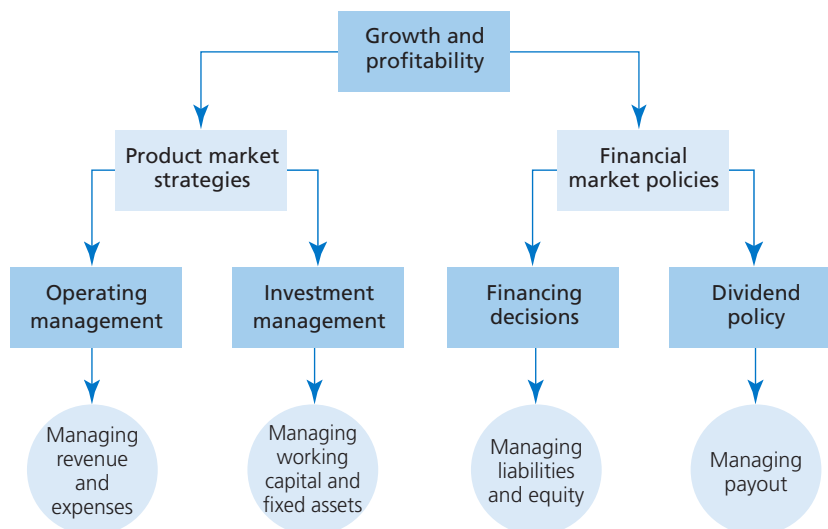 Growth and
profitability
Product market
strategies
Financial
market policies
Operating
management
Investment
management
Financing
decisions
Dividend
policy
Managing
revenue
and
expenses
Managing
working
capital and
fixed assets
Managing
liabilities
and equity
Managing
payout